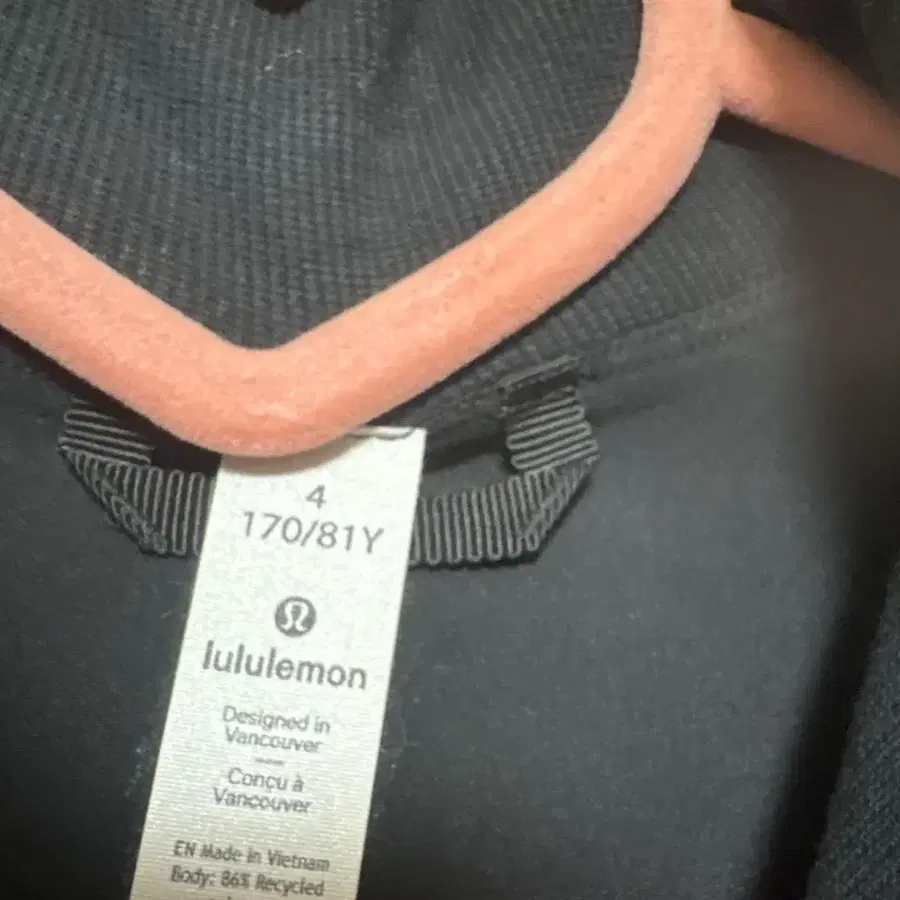 4
170/81Y
lululemon
Designed in
Vancouver
Conçu à
Vancouver
EN Made in Vietnam
Body: 86% Recycled